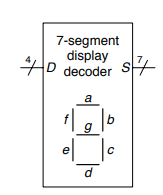 7-segment
display
4 D decoder S 7
a
f b
g
e c
d